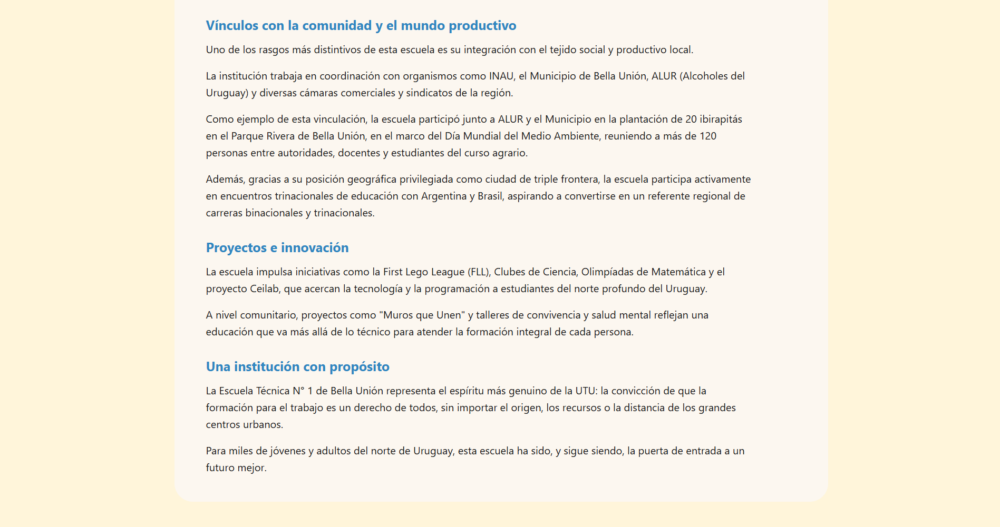 Vínculos con la comunidad y el mundo productivo
Uno de los rasgos más distintivos de esta escuela es su integración con el tejido social y productivo local.
La institución trabaja en coordinación con organismos como INAU, el Municipio de Bella Unión, ALUR (Alcoholes del
Uruguay) y diversas cámaras comerciales y sindicatos de la región.
Como ejemplo de esta vinculación, la escuela participó junto a ALUR y el Municipio en la plantación de 20 ibirapitás
en el Parque Rivera de Bella Unión, en el marco del Día Mundial del Medio Ambiente, reuniendo a más de 120
personas entre autoridades, docentes y estudiantes del curso agrario.
Además, gracias a su posición geográfica privilegiada como ciudad de triple frontera, la escuela participa activamente
en encuentros trinacionales de educación con Argentina y Brasil, aspirando a convertirse en un referente regional de
carreras binacionales y trinacionales.
Proyectos e innovación
La escuela impulsa iniciativas como la First Lego League (FLL), Clubes de Ciencia, Olimpíadas de Matemática y el
proyecto Ceilab, que acercan la tecnología y la programación a estudiantes del norte profundo del Uruguay.
A nivel comunitario, proyectos como "Muros que Unen" y talleres de convivencia y salud mental reflejan una
educación que va más allá de lo técnico para atender la formación integral de cada persona.
Una institución con propósito
La Escuela Técnica N° 1 de Bella Unión representa el espíritu más genuino de la UTU: la convicción de que la
formación para el trabajo es un derecho de todos, sin importar el origen, los recursos o la distancia de los grandes
centros urbanos.
Para miles de jóvenes y adultos del norte de Uruguay, esta escuela ha sido, y sigue siendo, la puerta de entrada a un
futuro mejor.